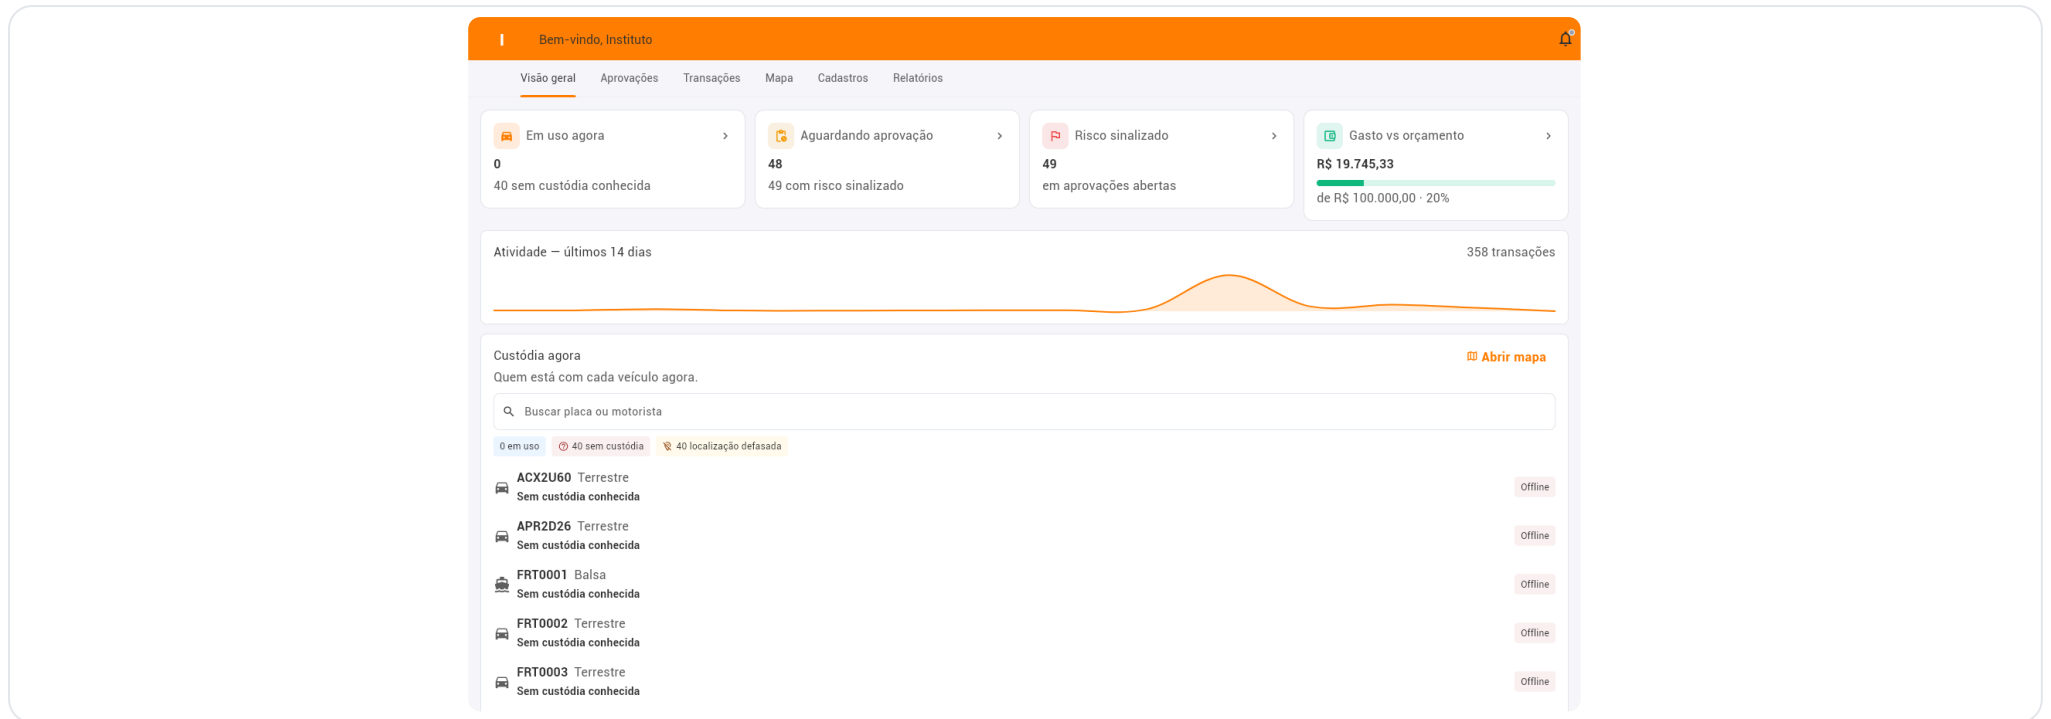 I
Bem-vindo, Instituto
Visão geral Aprovações Transações Mapa Cadastros Relatórios
Em uso agora
0
40 sem custódia conhecida
Aguardando aprovação
48
49 com risco sinalizado
Risco sinalizado
49
em aprovações abertas
Gasto vs orçamento
R$ 19.745,33
de R$ 100.000,00 · 20%
Atividade — últimos 14 dias
358 transações
Custódia agora
Abrir mapa
Quem está com cada veículo agora.
Buscar placa ou motorista
0 em uso
40 sem custódia
40 localização defasada
ACX2U60 Terrestre
Sem custódia conhecida
Offline
APR2D26 Terrestre
Sem custódia conhecida
Offline
FRT0001 Balsa
Sem custódia conhecida
Offline
FRT0002 Terrestre
Sem custódia conhecida
Offline
FRT0003 Terrestre
Sem custódia conhecida
Offline